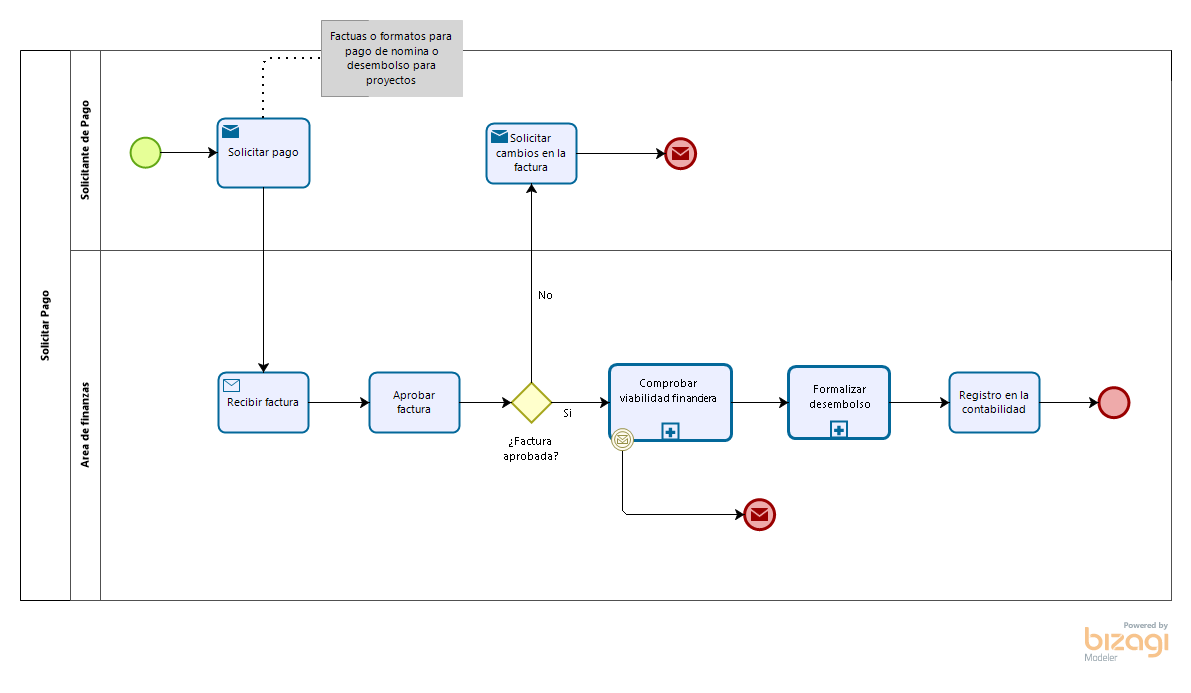 Factuas o formatos para
pago de nomina o
desembolso para
proyectos
Solicitar Pago
Solicitante de Pago
Solicitar pago
Solicitar
cambios en la
factura
No
Area de finanzas
Recibir factura
Aprobar
factura
¿Factura
aprobada?
Si
Comprobar
viabilidad finandera
Formalizar
desembolso
Registro en la
contabilidad
Powered by
bizagi
Modeler